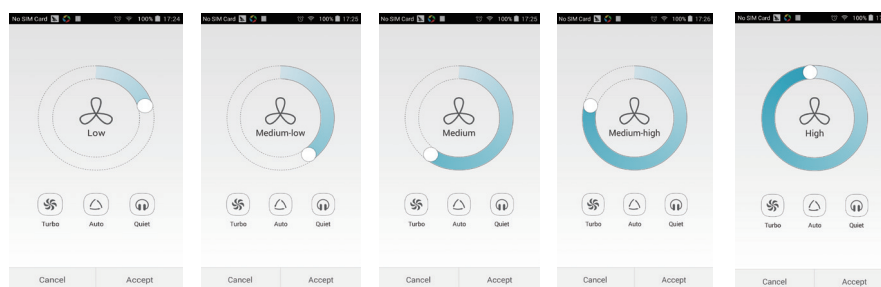 No SIM Card 100% 17:24
Low
Turbo Auto Quiet
Cancel Accept
No SIM Card 100% 17:25
Medium-low
Turbo Auto Quiet
Cancel Accept
No SIM Card 100% 17:25
Medium
Turbo Auto Quiet
Cancel Accept
No SIM Card 100% 17:26
Medium-high
Turbo Auto Quiet
Cancel Accept
No SIM Card 100%
High
Turbo Auto Quiet
Cancel Accept